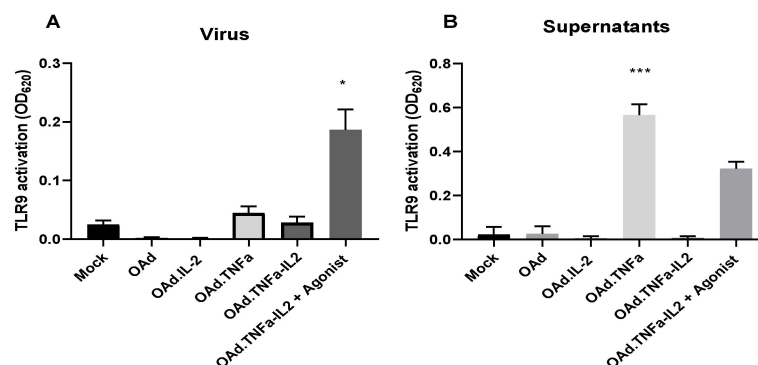 A
Virus
TLR9 activation (OD620)
0.3
0.2
0.1
0.0
*
Mock
OAd
OAd.IL-2
OAd.TNFa
OAd.TNFa-IL2
OAd.TNFa-IL2 + Agonist
B
Supernatants
TLR9 activation (OD620)
0.8
0.6
0.4
0.2
0.0
***
Mock
OAd
OAd.IL-2
OAd.TNFa
OAd.TNFa-IL2
OAd.TNFa-IL2 + Agonist